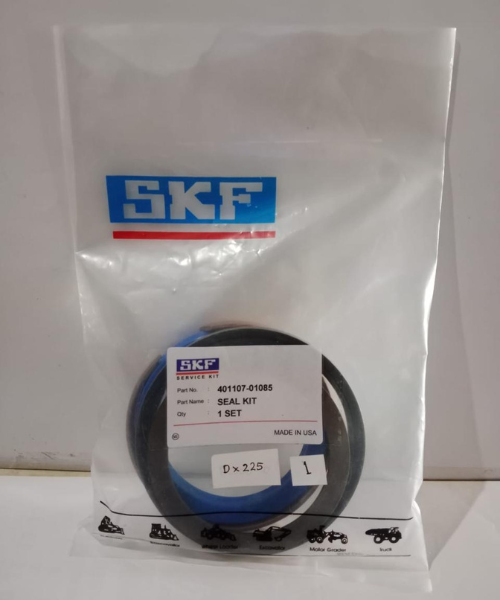 SKF
SKF
SERVICE KIT
Part No. 401107-01085
Part Name : SEAL KIT
Qty : 1 SET
MADE IN USA
Dx225
1
Motor Grader
Truck